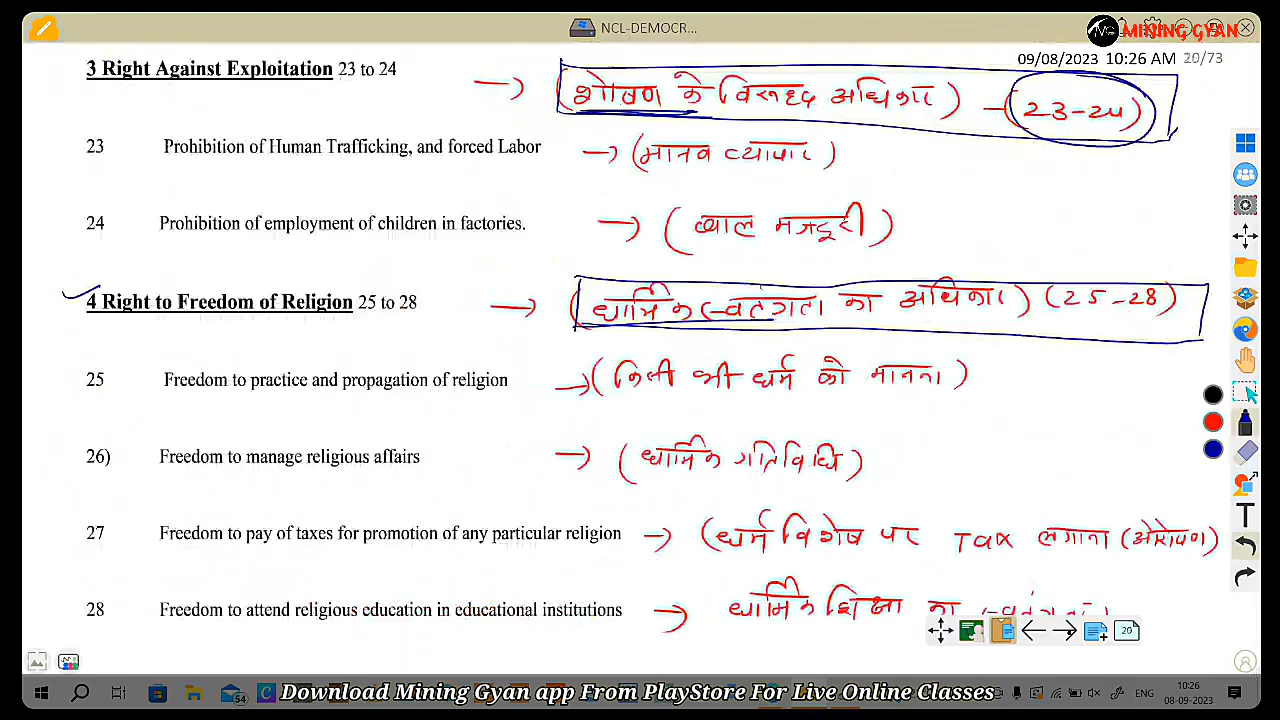 NCL-DEMOCR...
MINING GYAN
09/08/2023 10:26 AM 20/73
3 Right Against Exploitation 23 to 24 → (शोषण के विरूद्ध अधिकार) - (23-24)
23 Prohibition of Human Trafficking, and forced Labor → (मानव व्यापार)
24 Prohibition of employment of children in factories. → (बाल मजदूरी)
4 Right to Freedom of Religion 25 to 28 → (धार्मिक स्वतंत्रता का अधिकार) (25-28)
25 Freedom to practice and propagation of religion → (किसी भी धर्म को मानना)
26) Freedom to manage religious affairs → (धार्मिक गतिविधि)
27 Freedom to pay of taxes for promotion of any particular religion → (धर्म विशेष पर Tax लगाना (औरोपण)
28 Freedom to attend religious education in educational institutions → धार्मिक शिक्षा का
20
54
Download Mining Gyan app From PlayStore For Live Online Classes
ENG
10:26
08-09-2023